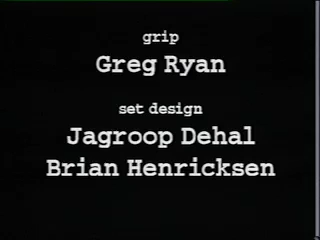 grip
Greg Ryan
set design
Jagroop Dehal
Brian Henricksen